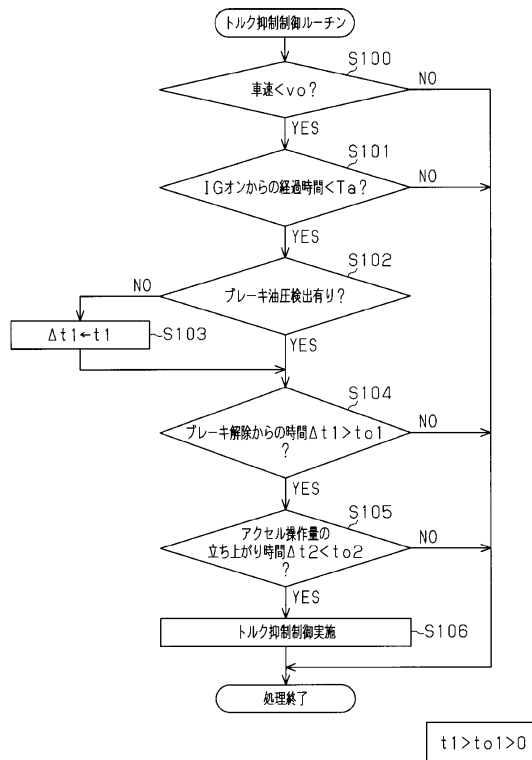 トルク抑制制御ルーチン
S100
車速<vo?
NO
YES
S101
IGオンからの経過時間<Ta?
NO
YES
S102
ブレーキ油圧検出有り?
NO
YES
Δt1←t1
S103
S104
ブレーキ解除からの時間Δt1>to1
?
NO
YES
S105
アクセル操作量の
立ち上がり時間Δt2<to2
?
NO
YES
トルク抑制制御実施
S106
処理終了
t1>to1>0